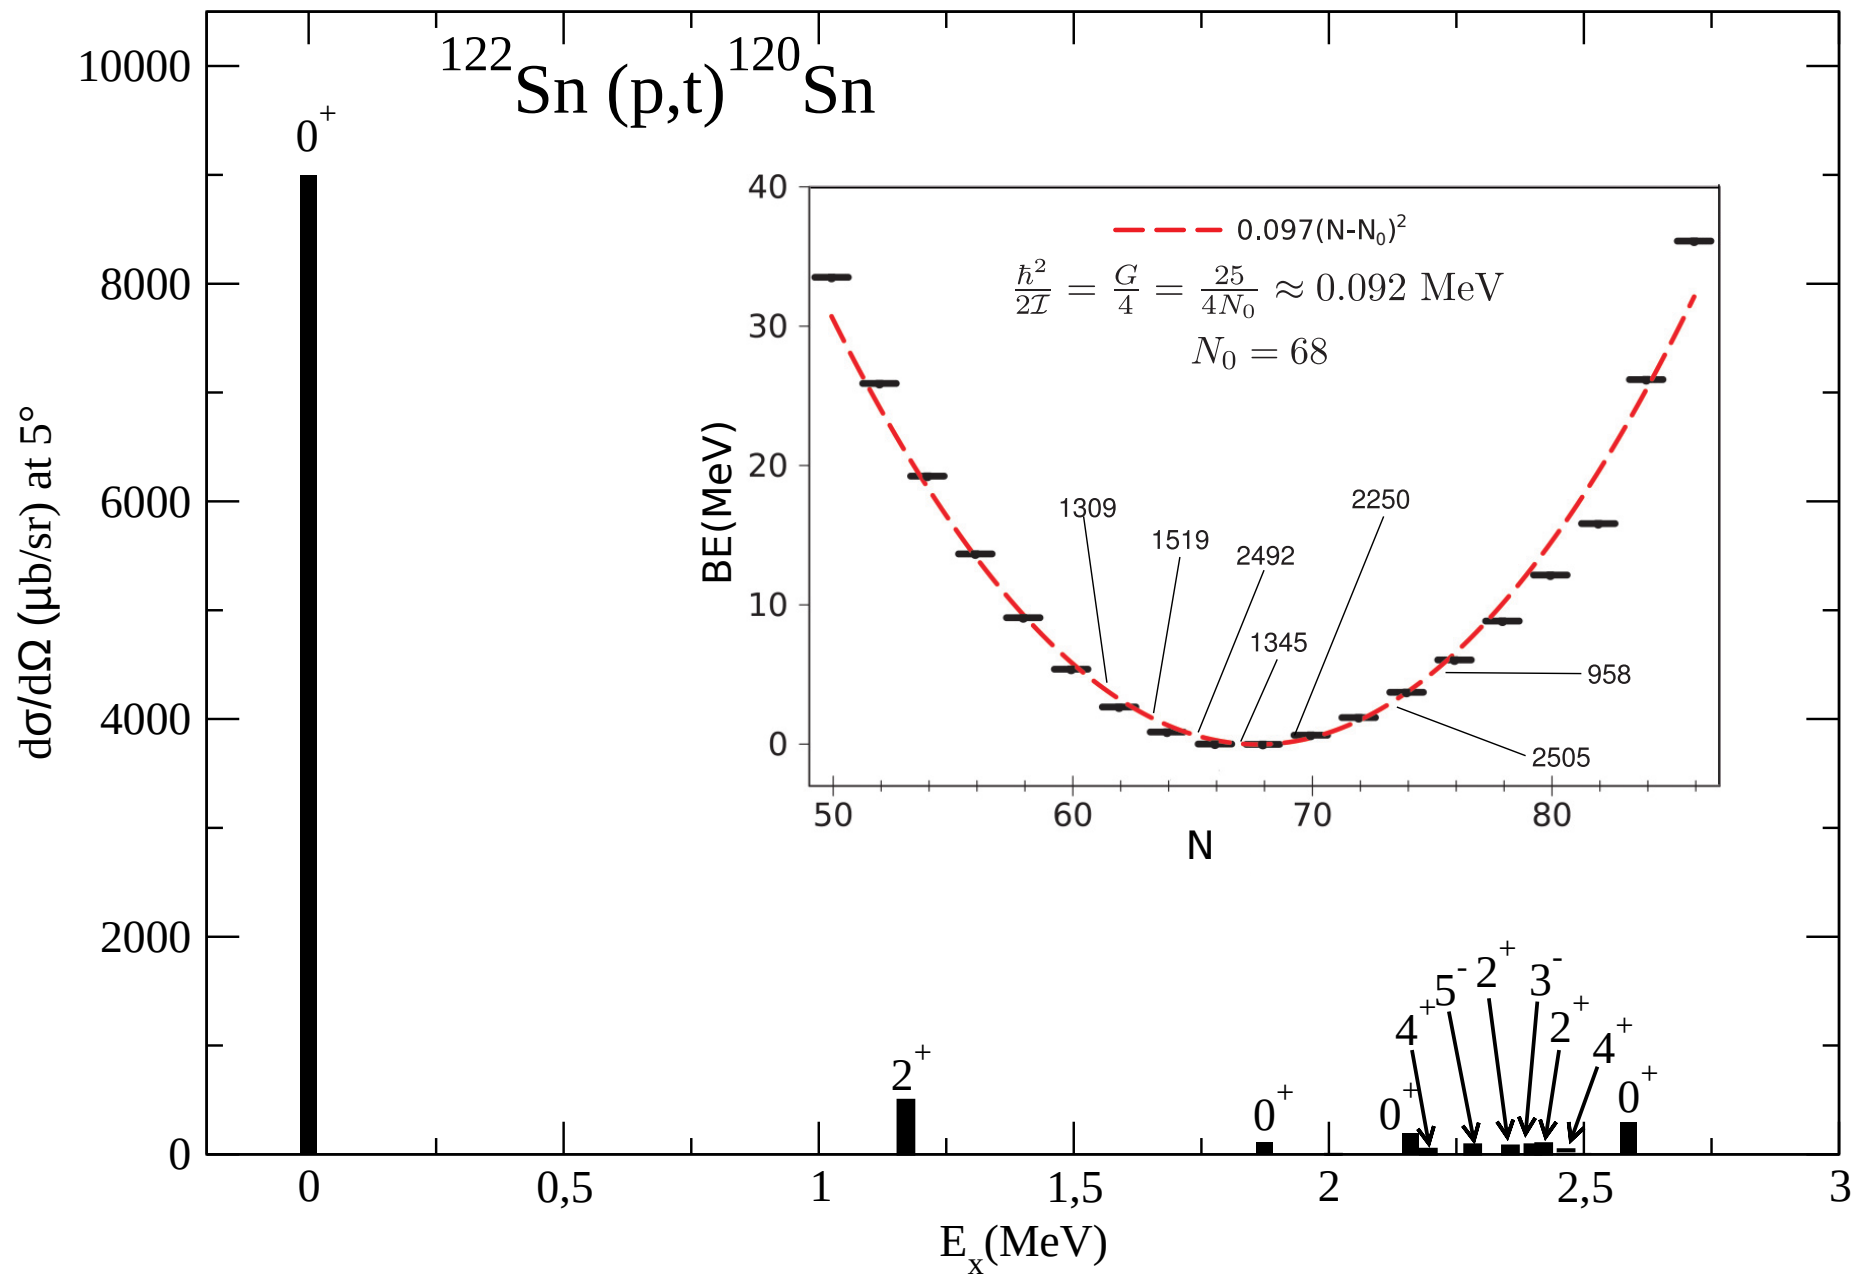 ¹²²Sn (p,t)¹²⁰Sn
10000
8000
6000
4000
2000
0
dσ/dΩ (μb/sr) at 5°
0⁺
2⁺
0⁺
0⁺
4⁺
5⁻
2⁺
3⁻
2⁺
4⁺
0⁺
0 0,5 1 1,5 2 2,5 3
Eₓ(MeV)
40
30
20
10
0
BE(MeV)
0.097(N-N₀)²
ħ²/2ℐ = G/4 = 25/4N₀ ≈ 0.092 MeV
N₀ = 68
1309
1519
2492
1345
2250
958
2505
50 60 70 80
N